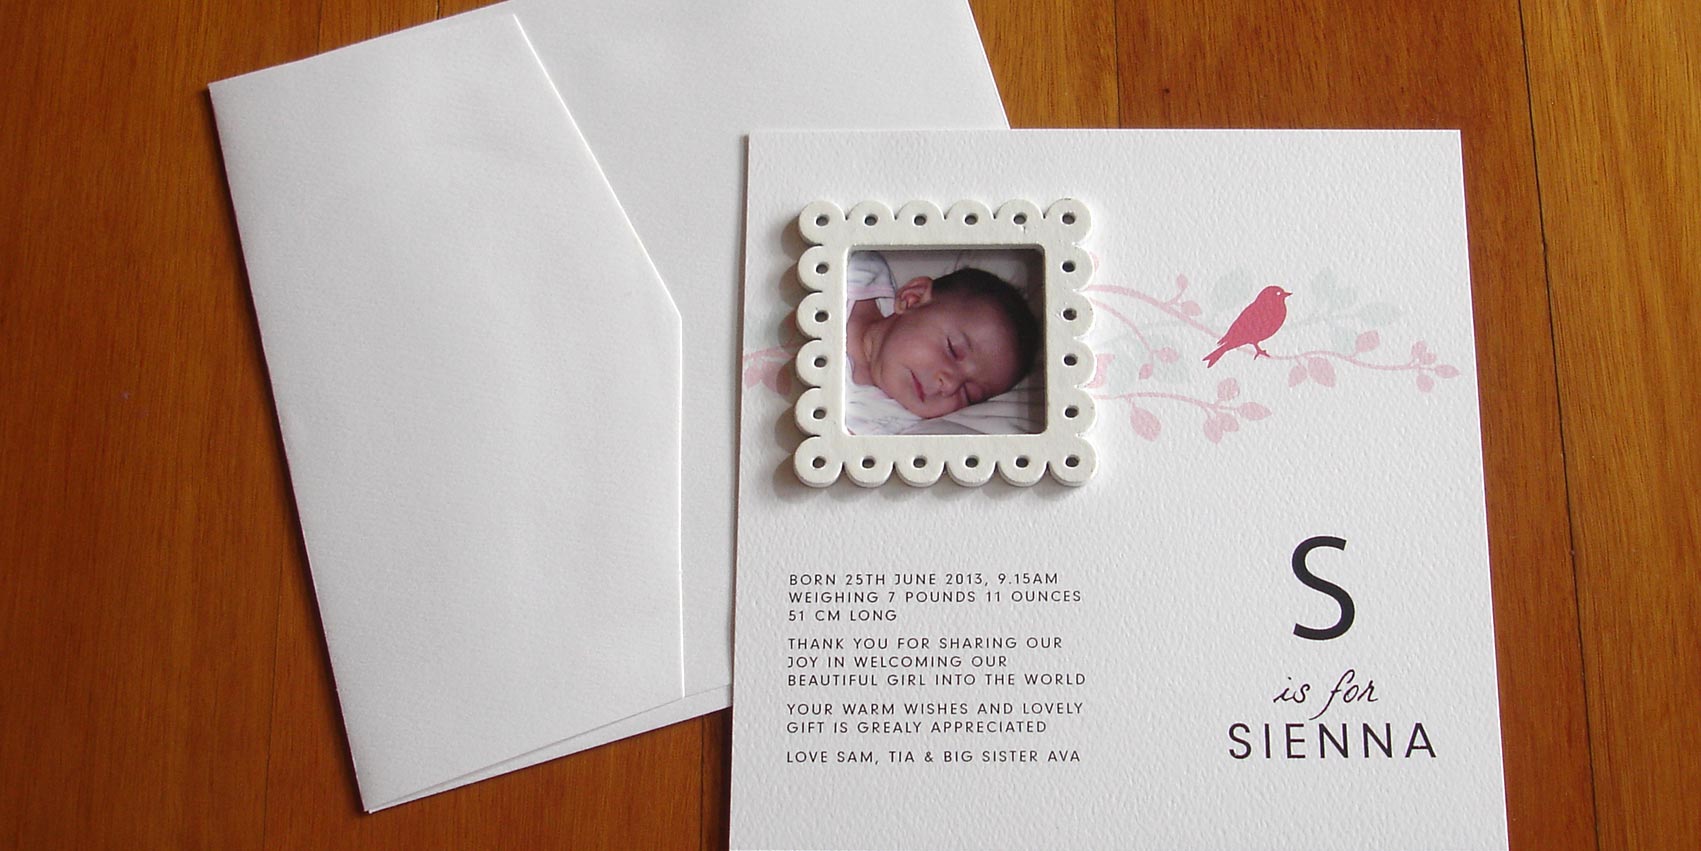 BORN 25TH JUNE 2013, 9.15AM
WEIGHING 7 POUNDS 11 OUNCES
51 CM LONG
THANK YOU FOR SHARING OUR
JOY IN WELCOMING OUR
BEAUTIFUL GIRL INTO THE WORLD
YOUR WARM WISHES AND LOVELY
GIFT IS GREALY APPRECIATED
LOVE SAM, TIA & BIG SISTER AVA
S
is for
SIENNA